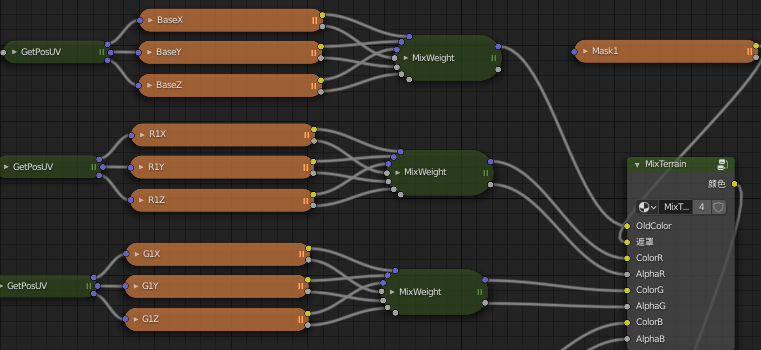 BaseX
GetPosUV
BaseY
MixWeight
Mask1
BaseZ
R1X
GetPosUV
R1Y
MixWeight
MixTerrain
R1Z
顔色
MixT...
4
OldColor
遮罩
G1X
ColorR
AlphaR
GetPosUV
G1Y
MixWeight
ColorG
AlphaG
G1Z
ColorB
AlphaB